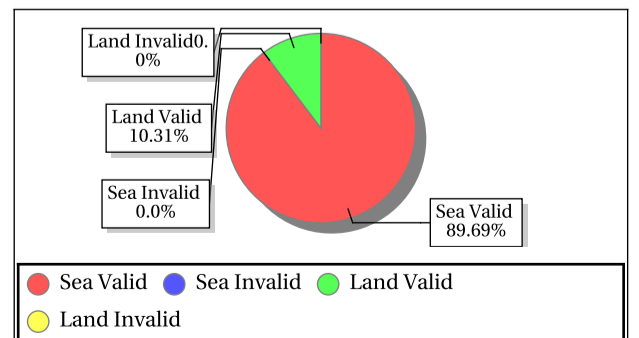 Land Invalid0.
0%
Land Valid
10.31%
Sea Invalid
0.0%
Sea Valid
89.69%
Sea Valid Sea Invalid Land Valid
Land Invalid